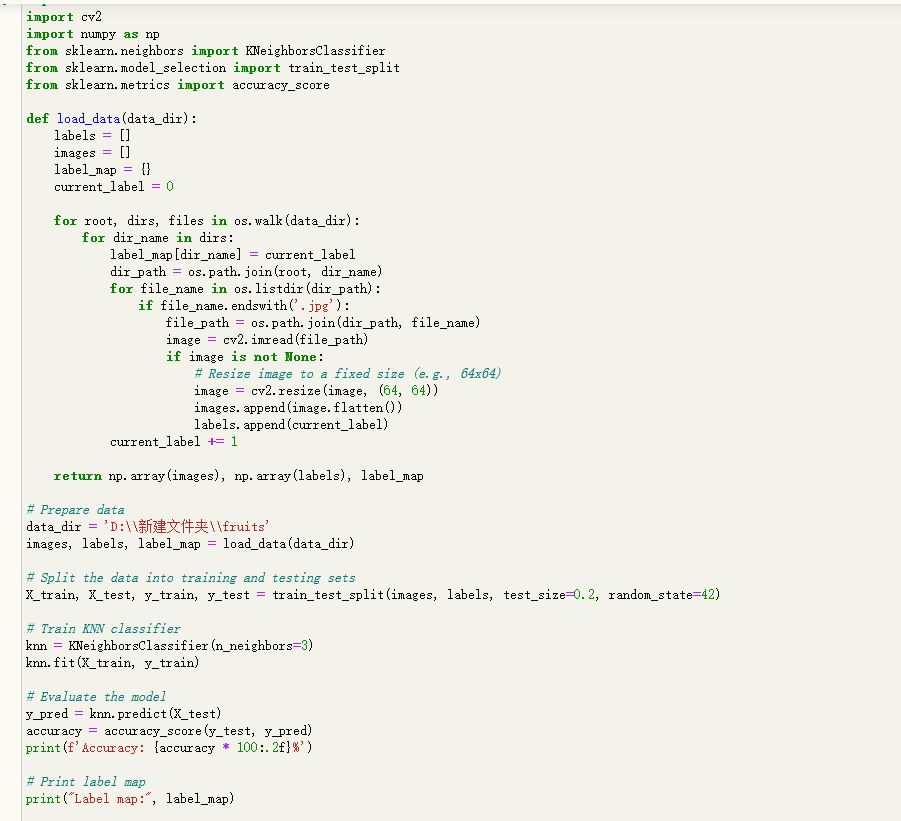 import cv2
import numpy as np
from sklearn.neighbors import KNeighborsClassifier
from sklearn.model_selection import train_test_split
from sklearn.metrics import accuracy_score

def load_data(data_dir):
    labels = []
    images = []
    label_map = {}
    current_label = 0

    for root, dirs, files in os.walk(data_dir):
        for dir_name in dirs:
            label_map[dir_name] = current_label
            dir_path = os.path.join(root, dir_name)
            for file_name in os.listdir(dir_path):
                if file_name.endswith('.jpg'):
                    file_path = os.path.join(dir_path, file_name)
                    image = cv2.imread(file_path)
                    if image is not None:
                        # Resize image to a fixed size (e.g., 64x64)
                        image = cv2.resize(image, (64, 64))
                        images.append(image.flatten())
                        labels.append(current_label)
            current_label += 1

    return np.array(images), np.array(labels), label_map

# Prepare data
data_dir = 'D:\\新建文件夹\\fruits'
images, labels, label_map = load_data(data_dir)

# Split the data into training and testing sets
X_train, X_test, y_train, y_test = train_test_split(images, labels, test_size=0.2, random_state=42)

# Train KNN classifier
knn = KNeighborsClassifier(n_neighbors=3)
knn.fit(X_train, y_train)

# Evaluate the model
y_pred = knn.predict(X_test)
accuracy = accuracy_score(y_test, y_pred)
print(f'Accuracy: {accuracy * 100:.2f}%')

# Print label map
print("Label map:", label_map)